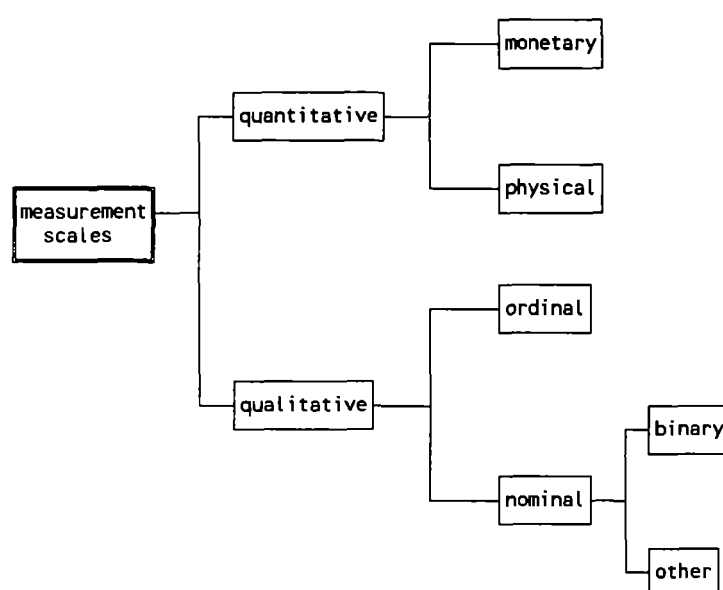 monetary
quantitative
physical
measurement
scales
ordinal
qualitative
binary
nominal
other